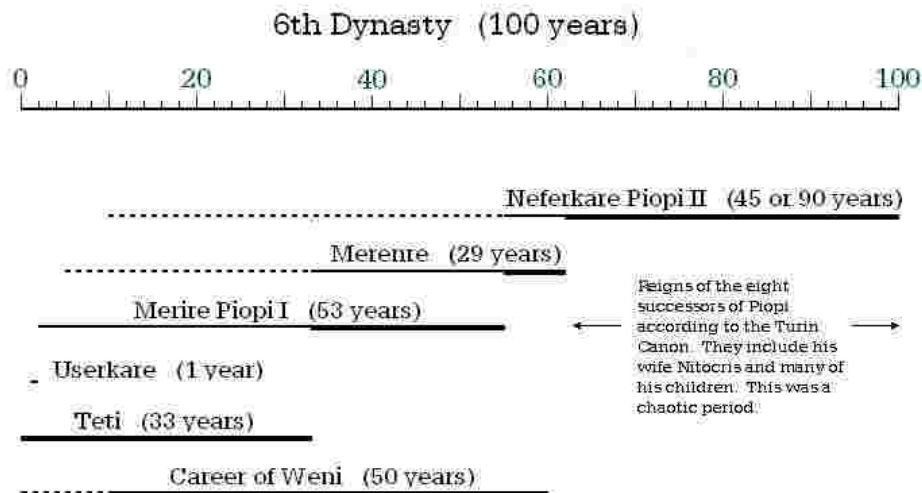 6th Dynasty (100 years)
0 20 40 60 80 100
Neferkare Piopi II (45 or 90 years)
Merenre (29 years)
Merire Piopi I (53 years)
Reigns of the eight
successors of Piopi
according to the Turin
Canon. They include his
wife Nitocris and many of
his children. This was a
chaotic period.
Userkare (1 year)
Teti (33 years)
Career of Weni (50 years)